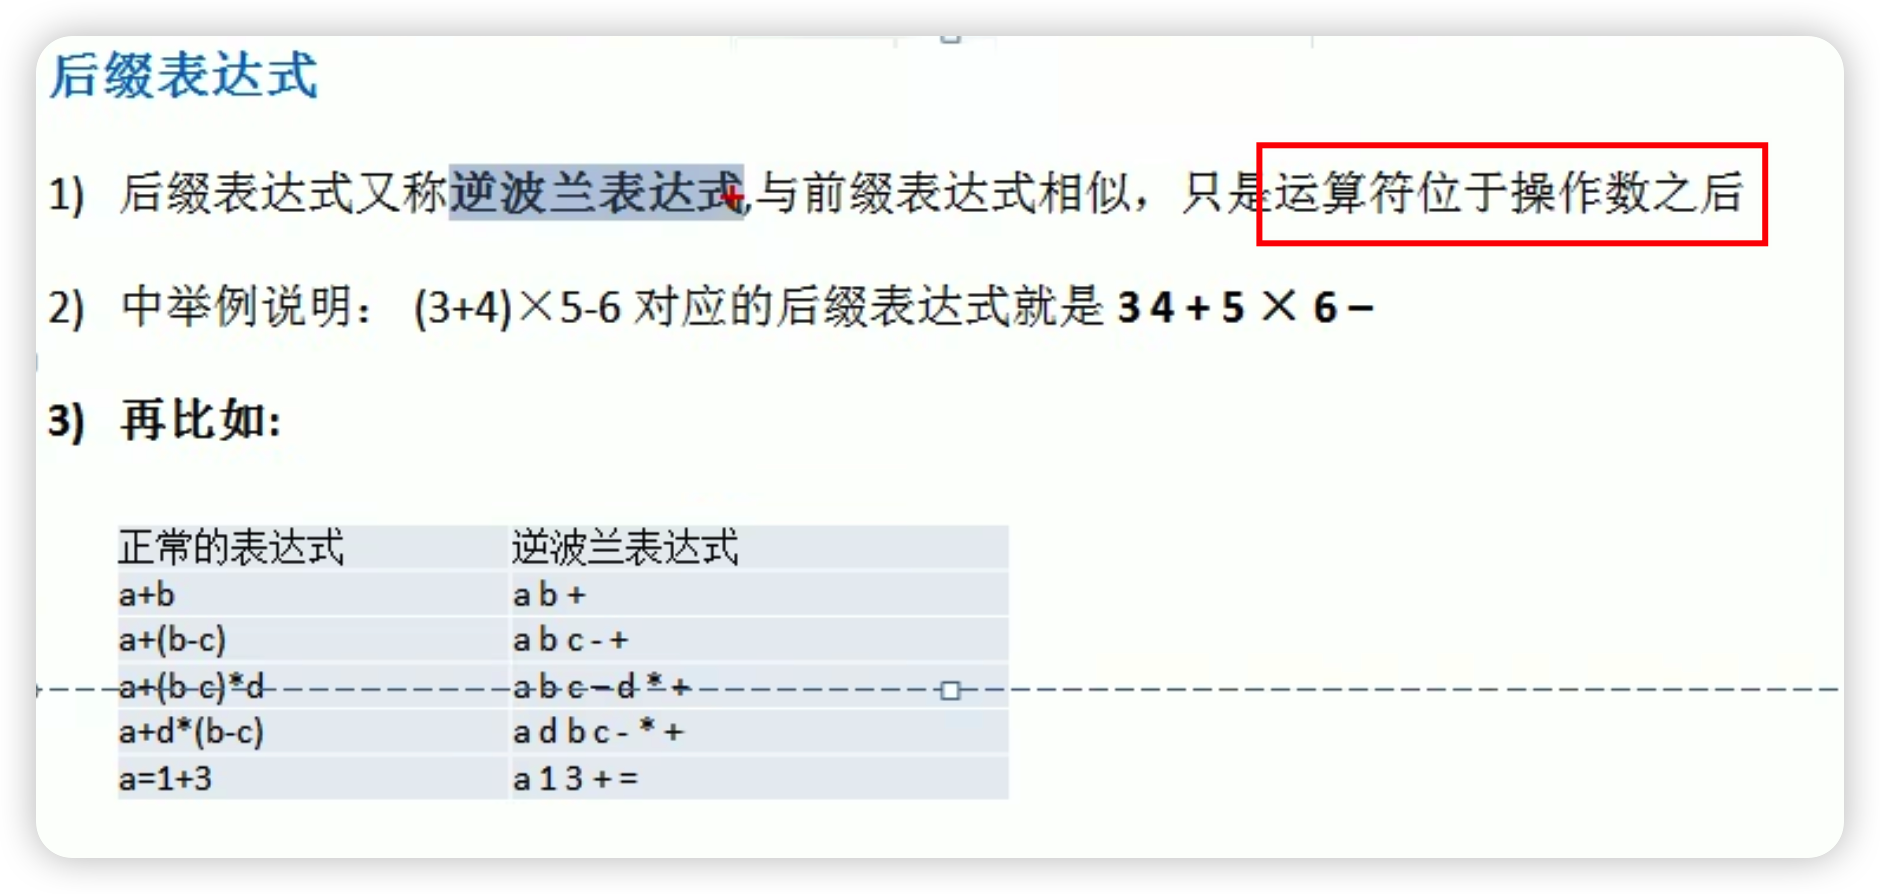 后缀表达式
1) 后缀表达式又称逆波兰表达式,与前缀表达式相似，只是运算符位于操作数之后
2) 中举例说明： (3+4)×5-6 对应的后缀表达式就是 3 4 + 5 × 6 –
3) 再比如:
正常的表达式 逆波兰表达式
a+b a b +
a+(b-c) a b c - +
a+(b-c)*d a b c – d * +
a+d*(b-c) a d b c - * +
a=1+3 a 1 3 + =